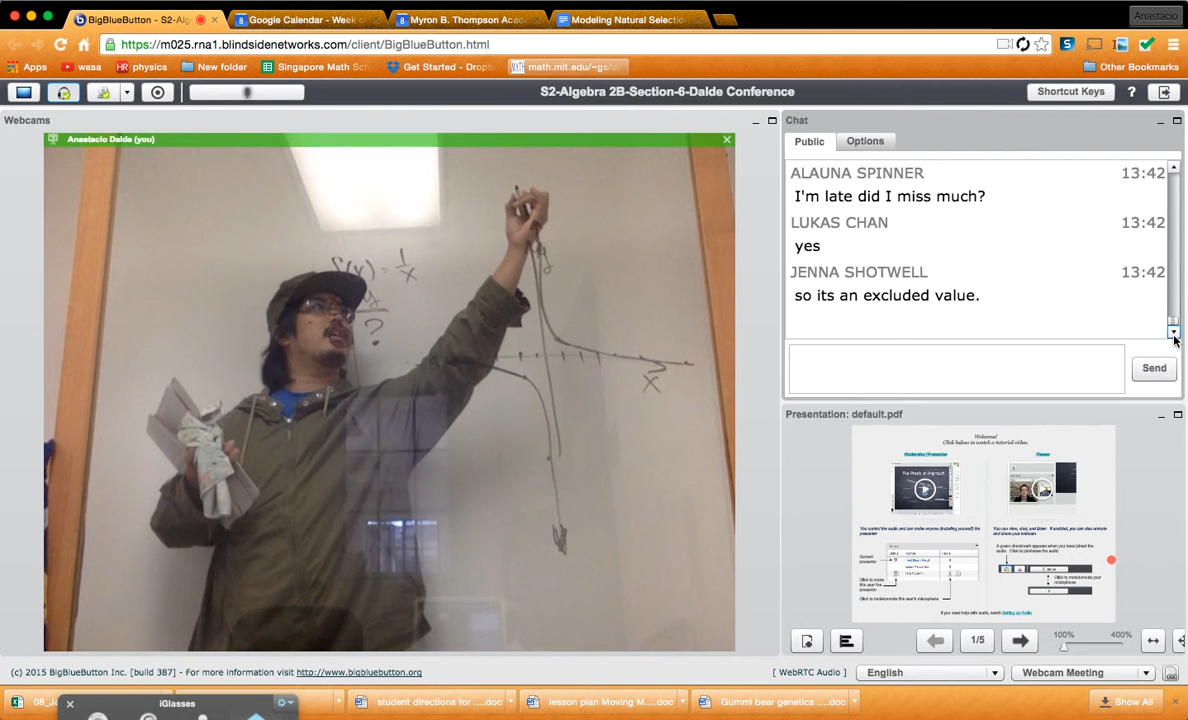 BigBlueButton - S2-Alg
Google Calendar - Week o
Myron B. Thompson Acad
Modeling Natural Selectio
Anastacio
https://m025.rna1.blindsidenetworks.com/client/BigBlueButton.html
Apps
wasa
physics
New folder
Singapore Math Sch
Get Started - Dropb
math.mit.edu/~gs/
Other Bookmarks
S2-Algebra 2B-Section-6-Dalde Conference
Shortcut Keys
?
Webcams
Anastacio Dalde (you)
f(x) = 1/x
?
y
x
Chat
Public
Options
ALAUNA SPINNER 13:42
I'm late did I miss much?
LUKAS CHAN 13:42
yes
JENNA SHOTWELL 13:42
so its an excluded value.
Send
Presentation: default.pdf
Welcome!
Click below to watch a tutorial video.
Moderator/Presenter
Viewer
1/5
100%
400%
(c) 2015 BigBlueButton Inc. [build 387] - For more information visit http://www.bigbluebutton.org
[ WebRTC Audio ]
English
Webcam Meeting
iGlasses
student directions for ....doc
lesson plan Moving M....doc
Gummi bear genetics ....doc
Show All